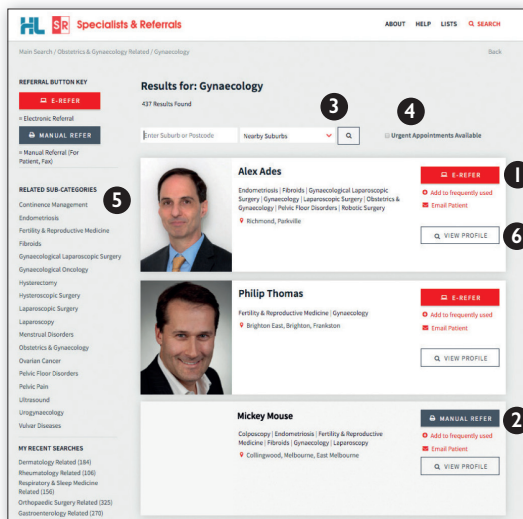 HL SR Specialists & Referrals
ABOUT HELP LISTS SEARCH
Main Search / Obstetrics & Gynaecology Related / Gynaecology
Back
REFERRAL BUTTON KEY
E-REFER
= Electronic Referral
MANUAL REFER
= Manual Referral (For
Patient, Fax)
RELATED SUB-CATEGORIES
5
Continence Management
Endometriosis
Fertility & Reproductive Medicine
Fibroids
Gynaecological Laparoscopic Surgery
Gynaecological Oncology
Hysterectomy
Hysteroscopic Surgery
Laparoscopic Surgery
Laparoscopy
Menstrual Disorders
Obstetrics & Gynaecology
Ovarian Cancer
Pelvic Floor Disorders
Pelvic Pain
Ultrasound
Urogynaecology
Vulvar Diseases
MY RECENT SEARCHES
Dermatology Related (184)
Rheumatology Related (106)
Respiratory & Sleep Medicine
Related (156)
Orthopaedic Surgery Related (325)
Gastroenterology Related (270)
Results for: Gynaecology
437 Results Found
3
4
Enter Suburb or Postcode
Nearby Suburbs
Urgent Appointments Available
Alex Ades
Endometriosis | Fibroids | Gynaecological Laparoscopic
Surgery | Gynaecology | Laparoscopic Surgery | Obstetrics &
Gynaecology | Pelvic Floor Disorders | Robotic Surgery
Richmond, Parkville
E-REFER
1
Add to frequently used
Email Patient
VIEW PROFILE
6
Philip Thomas
Fertility & Reproductive Medicine | Gynaecology
Brighton East, Brighton, Frankston
E-REFER
Add to frequently used
Email Patient
VIEW PROFILE
Mickey Mouse
Colposcopy | Endometriosis | Fertility & Reproductive
Medicine | Fibroids | Gynaecology | Laparoscopy
Collingwood, Melbourne, East Melbourne
MANUAL REFER
2
Add to frequently used
Email Patient
VIEW PROFILE